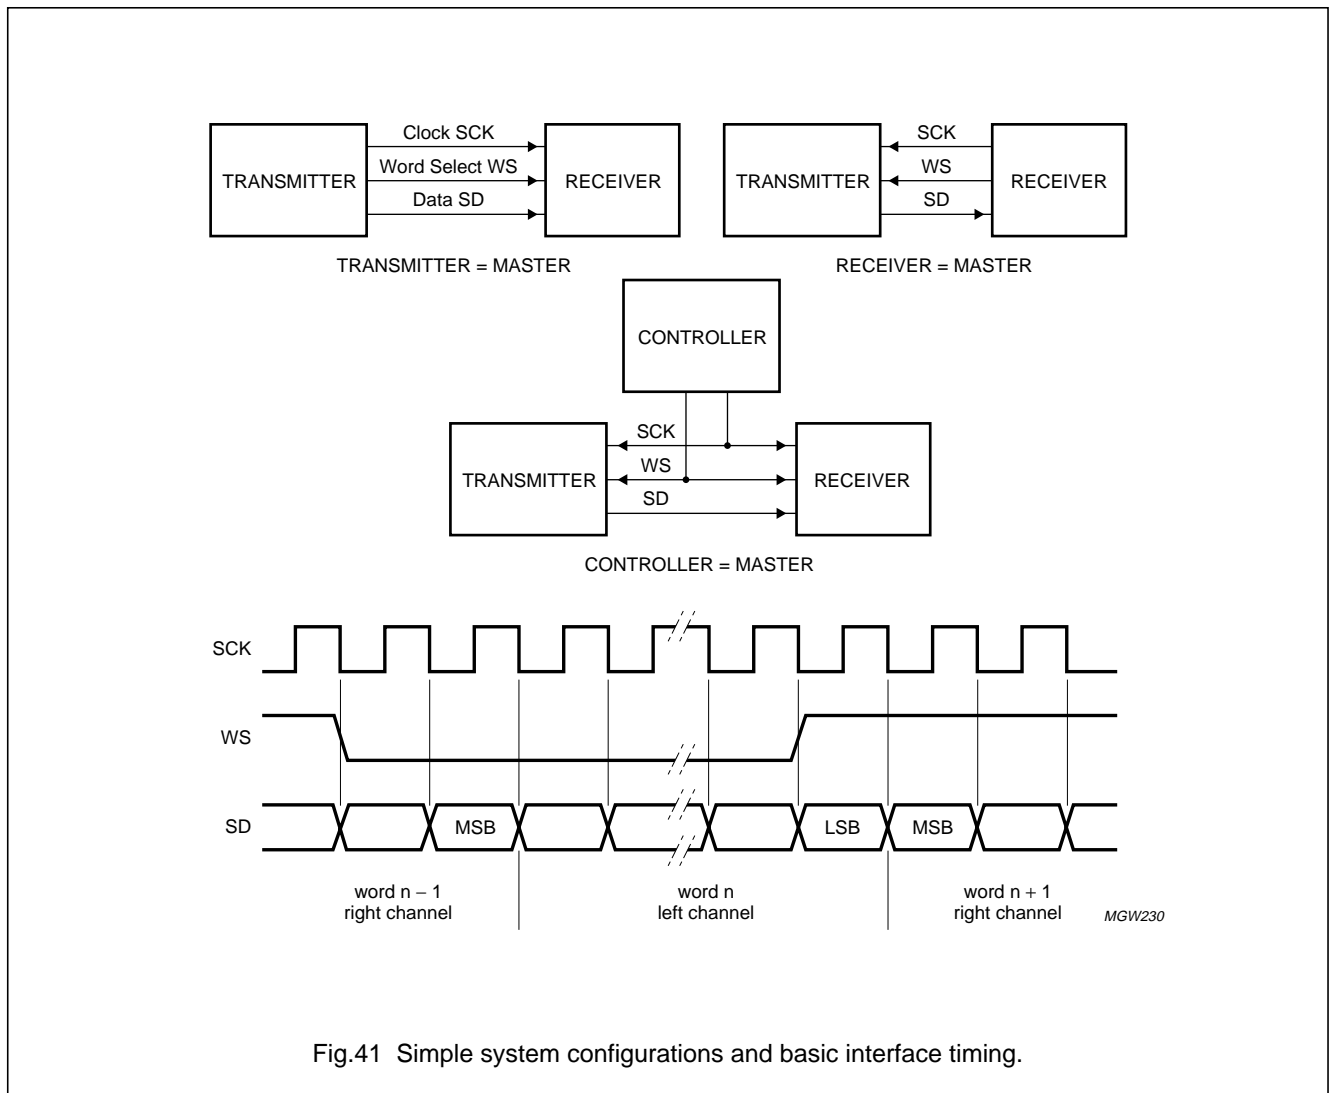 Clock SCK
TRANSMITTER
Word Select WS
RECEIVER
Data SD
TRANSMITTER = MASTER
SCK
TRANSMITTER
WS
RECEIVER
SD
RECEIVER = MASTER
CONTROLLER
SCK
TRANSMITTER
WS
RECEIVER
SD
CONTROLLER = MASTER
SCK
WS
SD
MSB
LSB
MSB
word n − 1
right channel
word n
left channel
word n + 1
right channel
MGW230
Fig.41 Simple system configurations and basic interface timing.